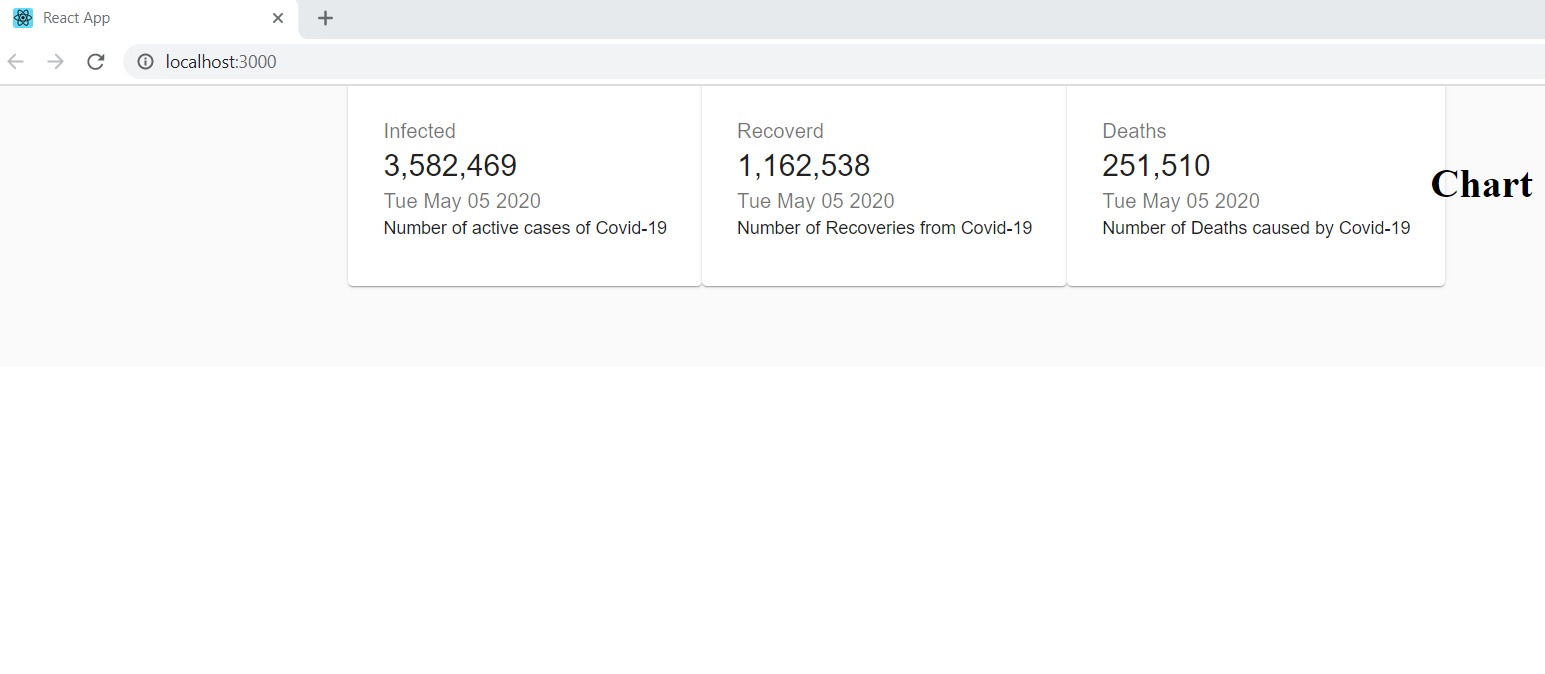 React App
localhost:3000
Infected
3,582,469
Tue May 05 2020
Number of active cases of Covid-19
Recoverd
1,162,538
Tue May 05 2020
Number of Recoveries from Covid-19
Deaths
251,510
Tue May 05 2020
Number of Deaths caused by Covid-19
Chart